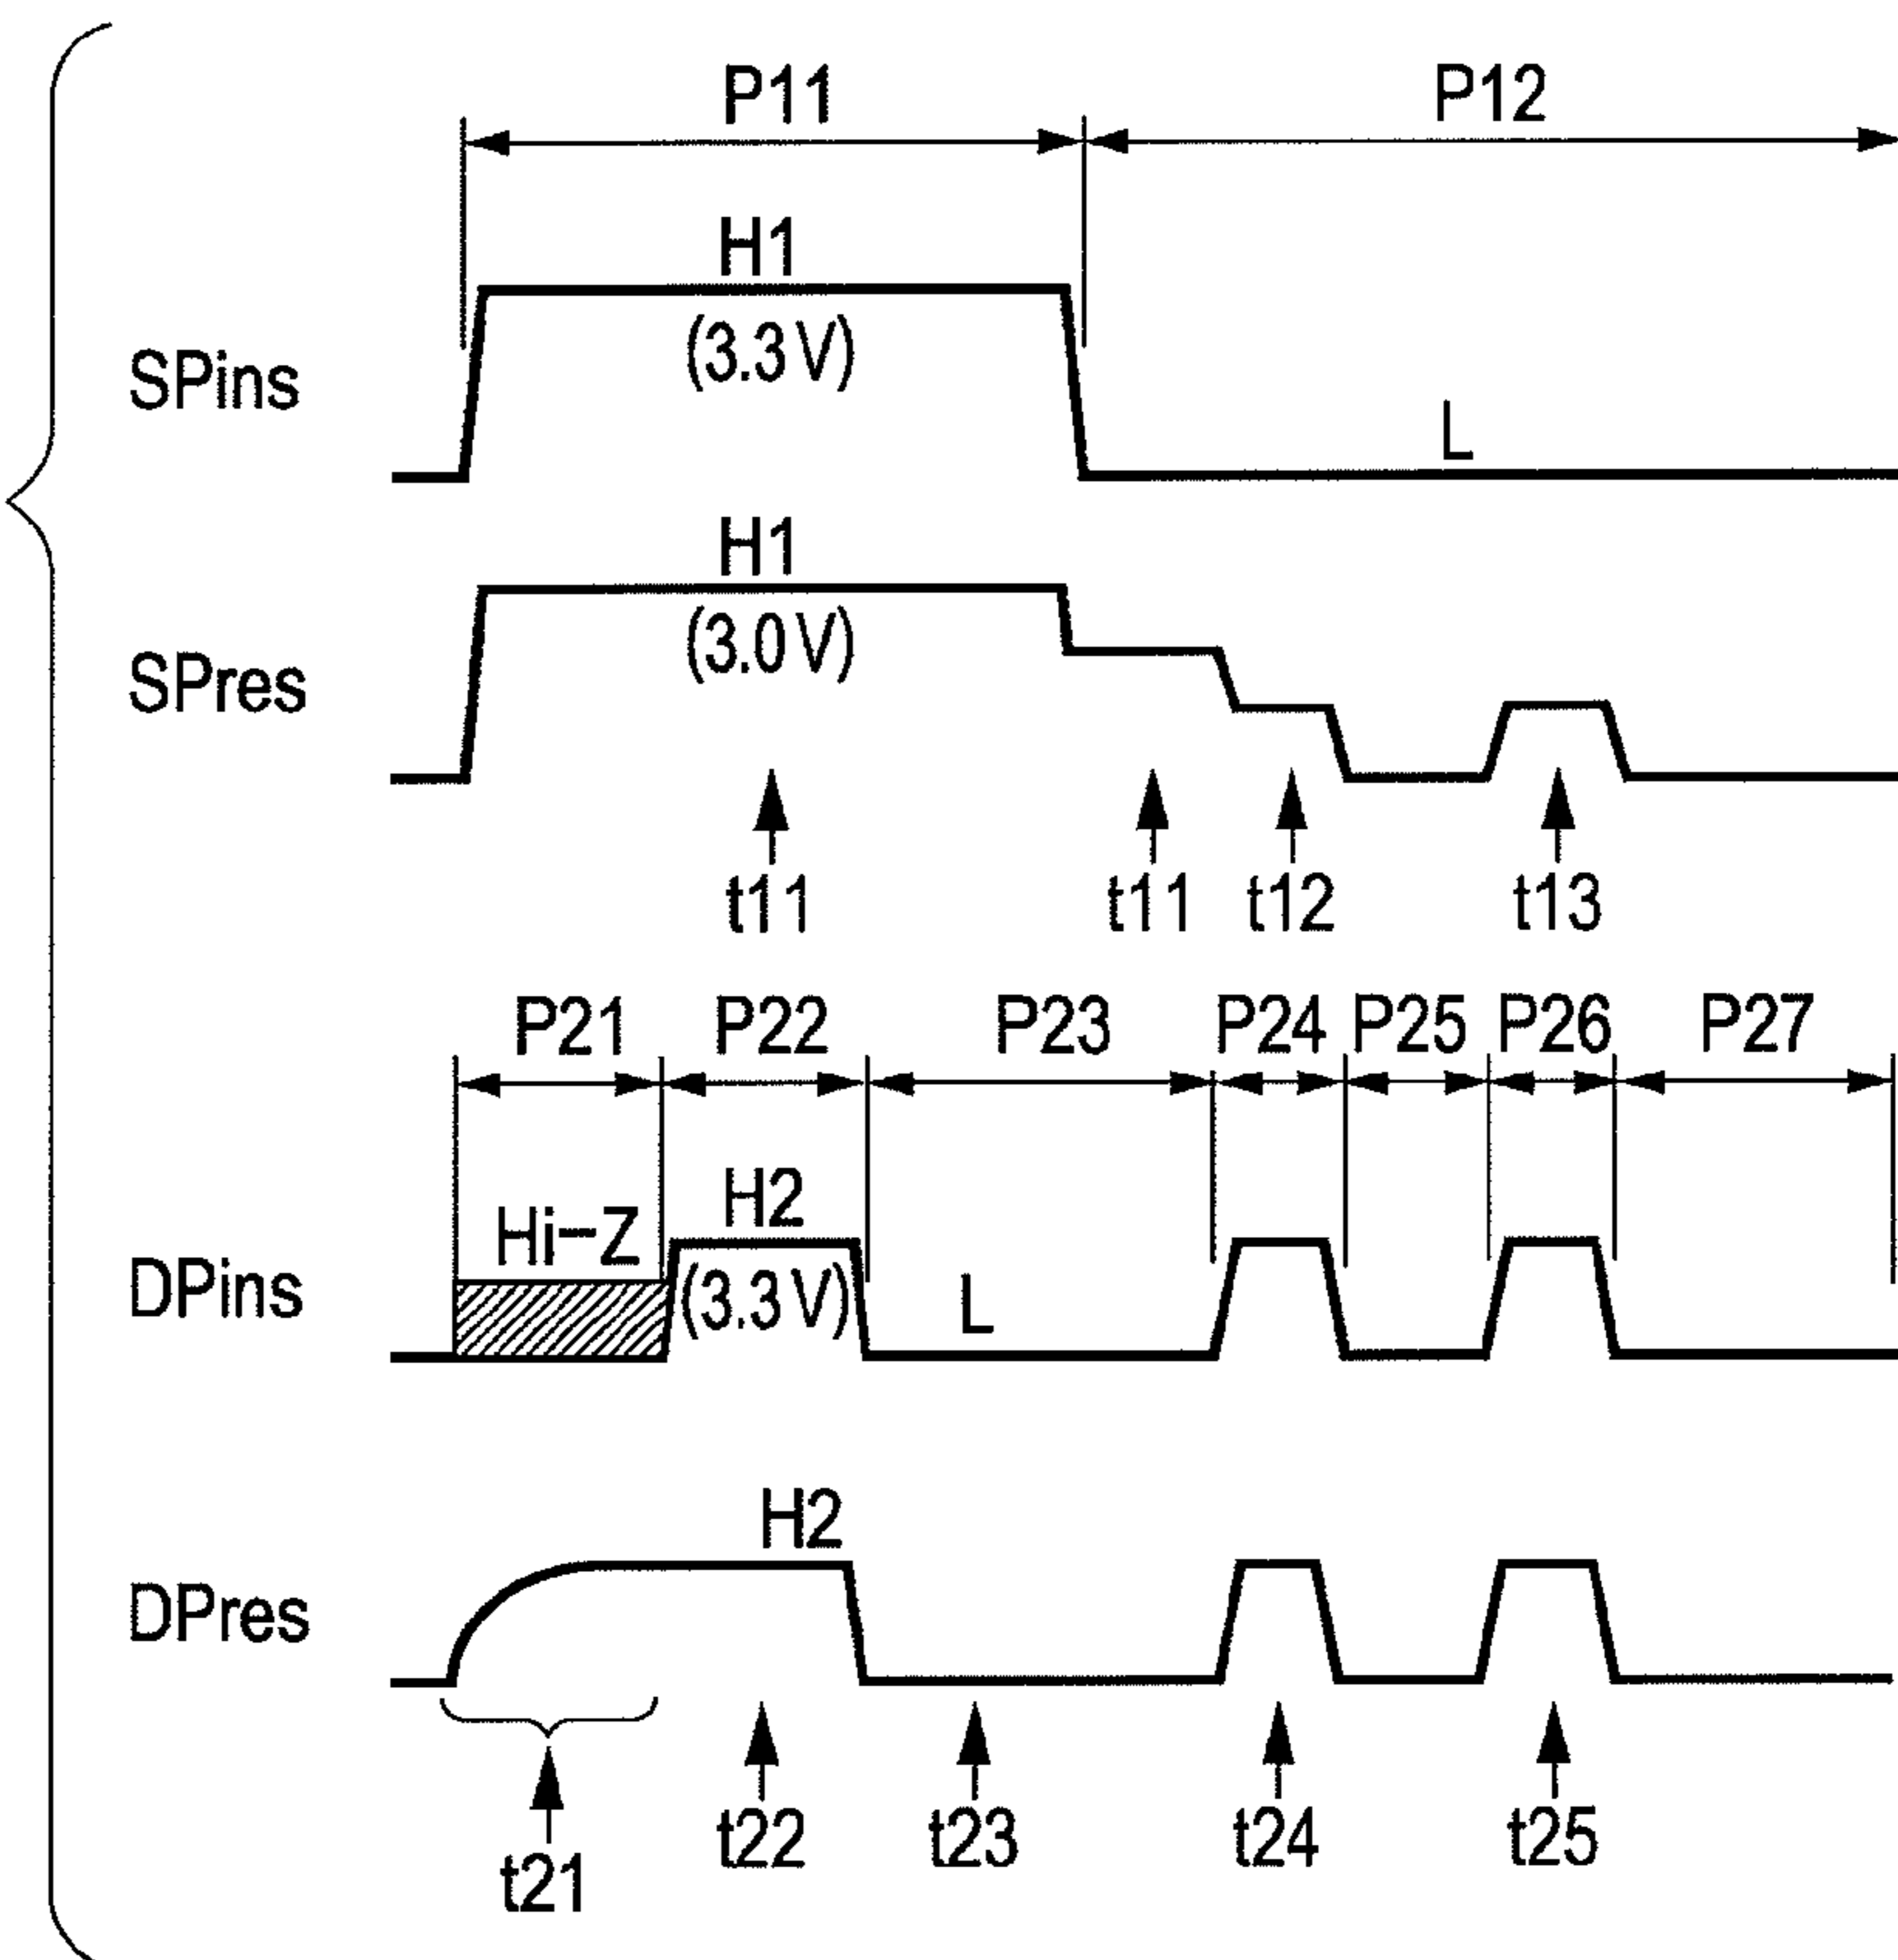 P11 P12
H1
(3.3 V)
SPins
L
H1
(3.0 V)
SPres
t11 t11 t12 t13
P21 P22 P23 P24 P25 P26 P27
H2
Hi-Z
(3.3 V)
DPins
L
H2
DPres
t22 t23 t24 t25
t21